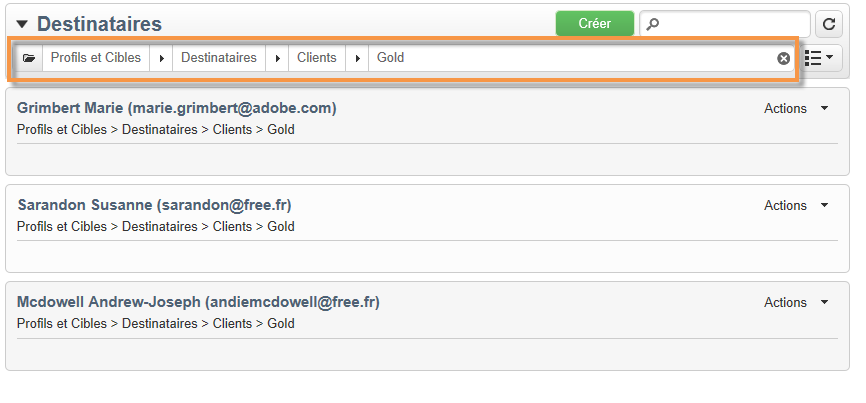 Destinataires Créer
Profils et Cibles Destinataires Clients Gold
Grimbert Marie (marie.grimbert@adobe.com) Actions
Profils et Cibles > Destinataires > Clients > Gold
Sarandon Susanne (sarandon@free.fr) Actions
Profils et Cibles > Destinataires > Clients > Gold
Mcdowell Andrew-Joseph (andiemcdowell@free.fr) Actions
Profils et Cibles > Destinataires > Clients > Gold